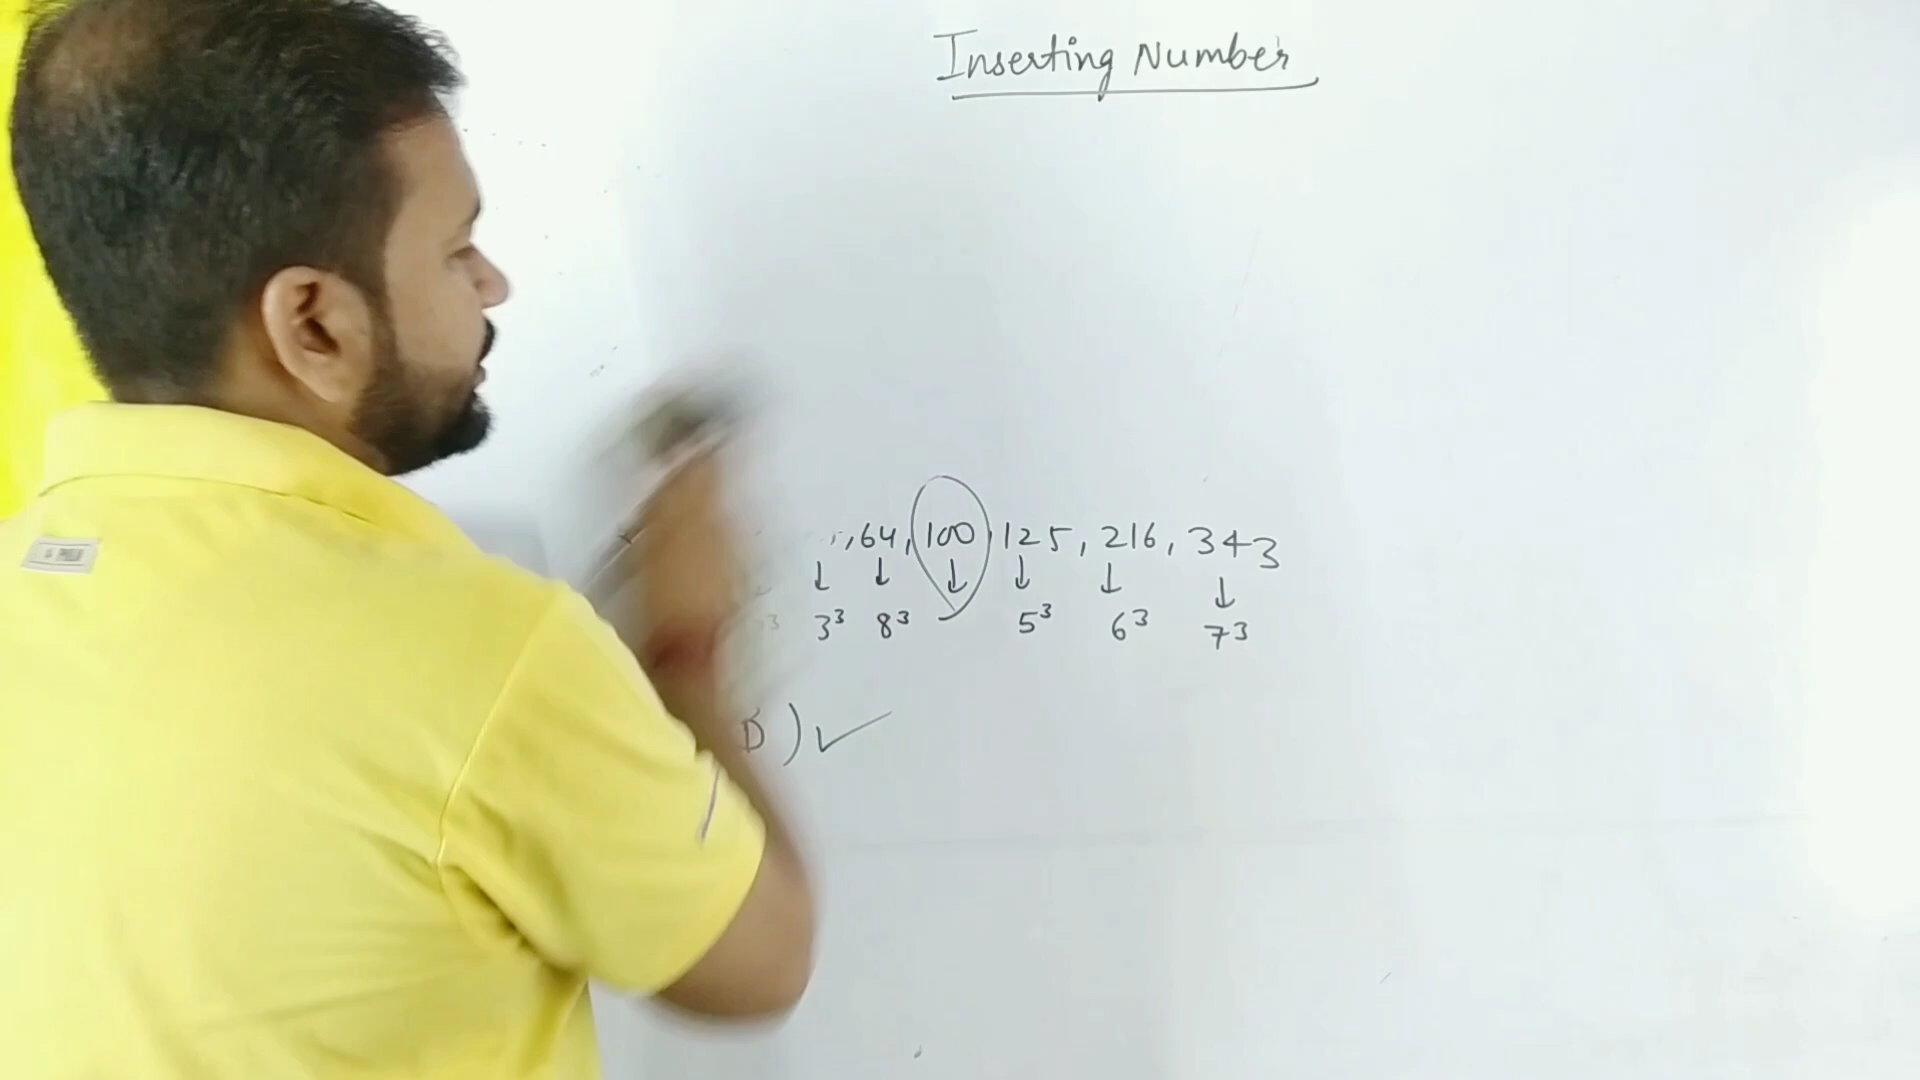 Inserting Number
, 64, 100, 125, 216, 343
↓ ↓ ↓ ↓ ↓ ↓
3³ 8³ 5³ 6³ 7³
D) ✓